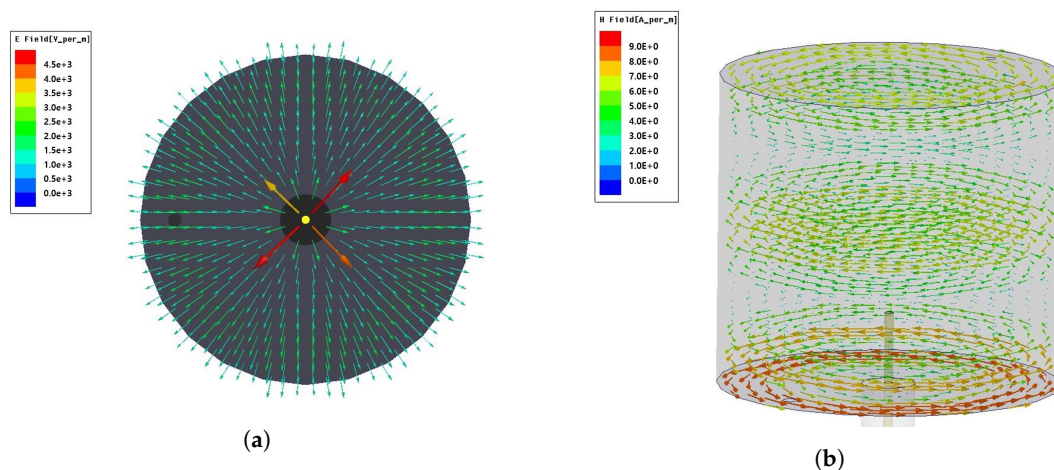 E Field[V_per_m]
4.5e+3
4.0e+3
3.5e+3
3.0e+3
2.5e+3
2.0e+3
1.5e+3
1.0e+3
0.5e+3
0.0e+3
(a)
H Field[A_per_m]
9.0E+0
8.0E+0
7.0E+0
6.0E+0
5.0E+0
4.0E+0
3.0E+0
2.0E+0
1.0E+0
0.0E+0
(b)